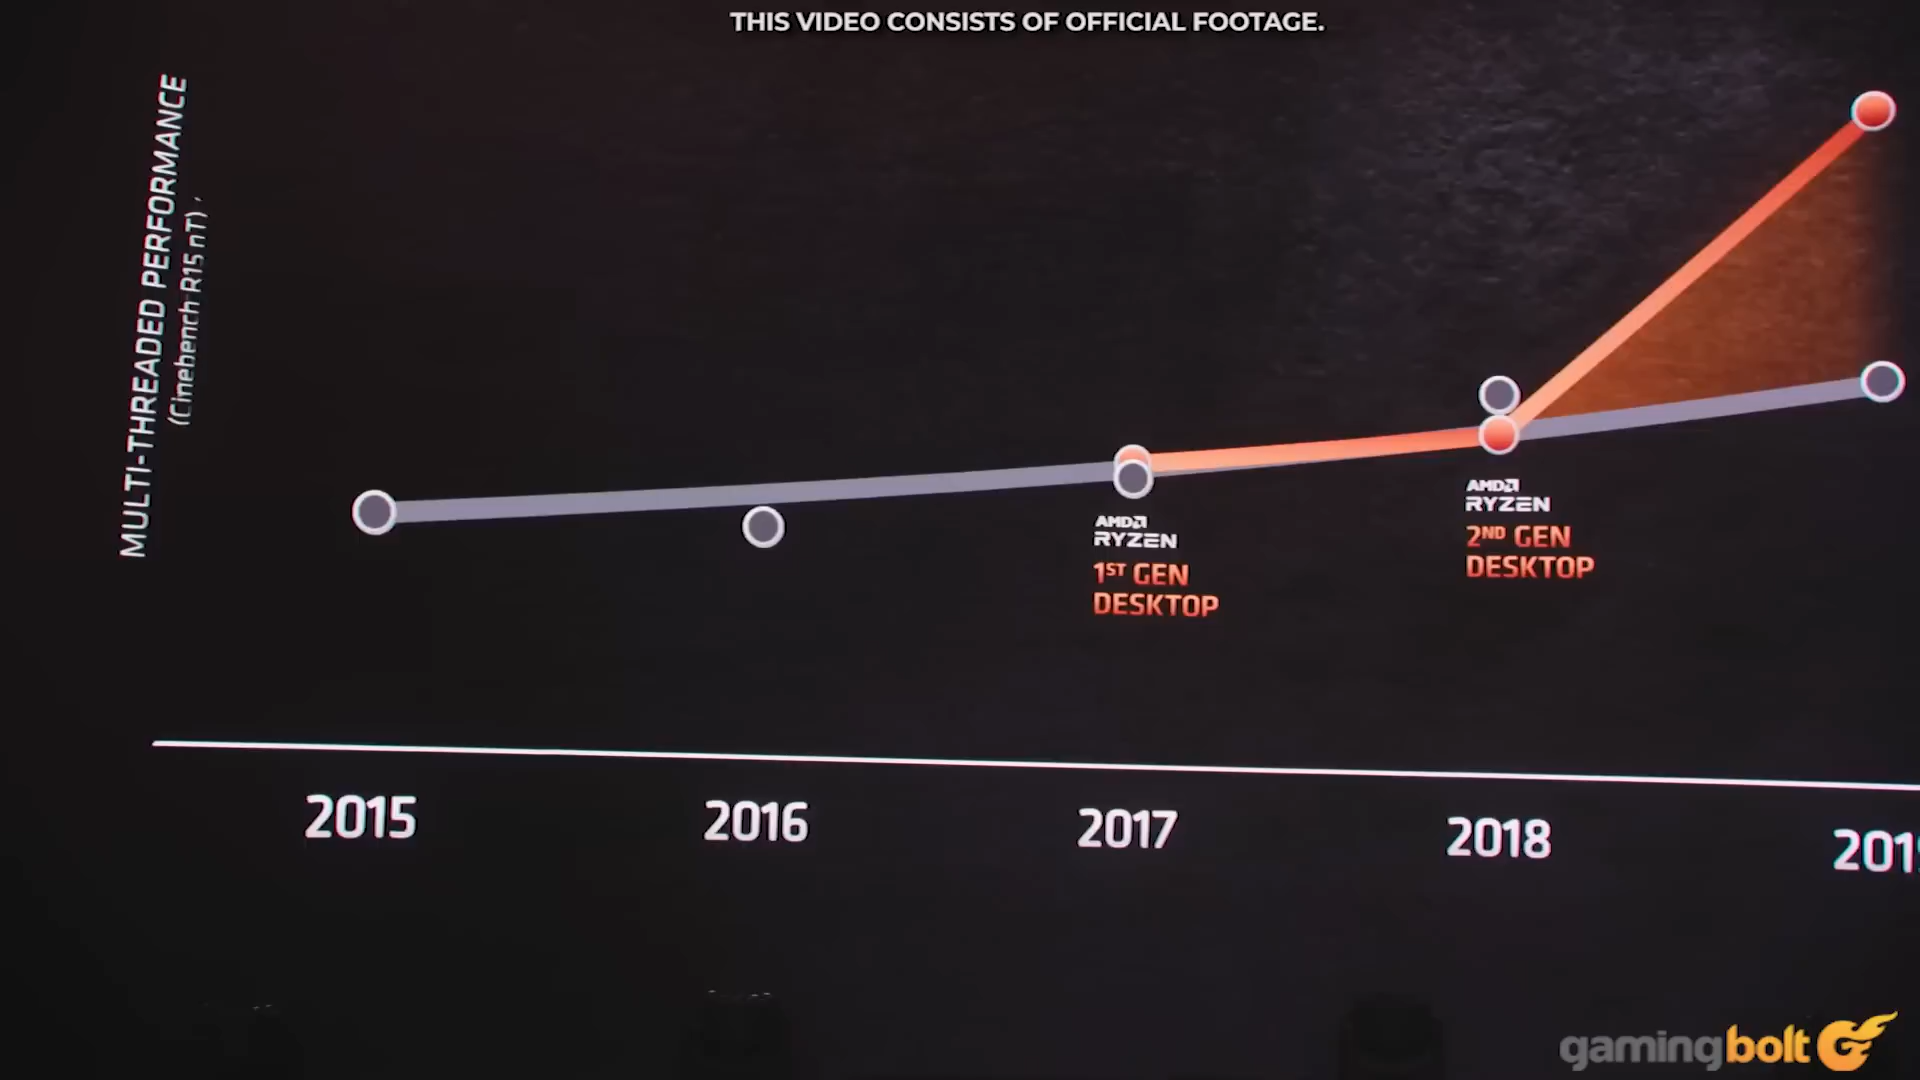 THIS VIDEO CONSISTS OF OFFICIAL FOOTAGE.
MULTI-THREADED PERFORMANCE
(Cinebench R15 nT)
AMD
RYZEN
1ST GEN
DESKTOP
AMD
RYZEN
2ND GEN
DESKTOP
2015
2016
2017
2018
201
gamingbolt